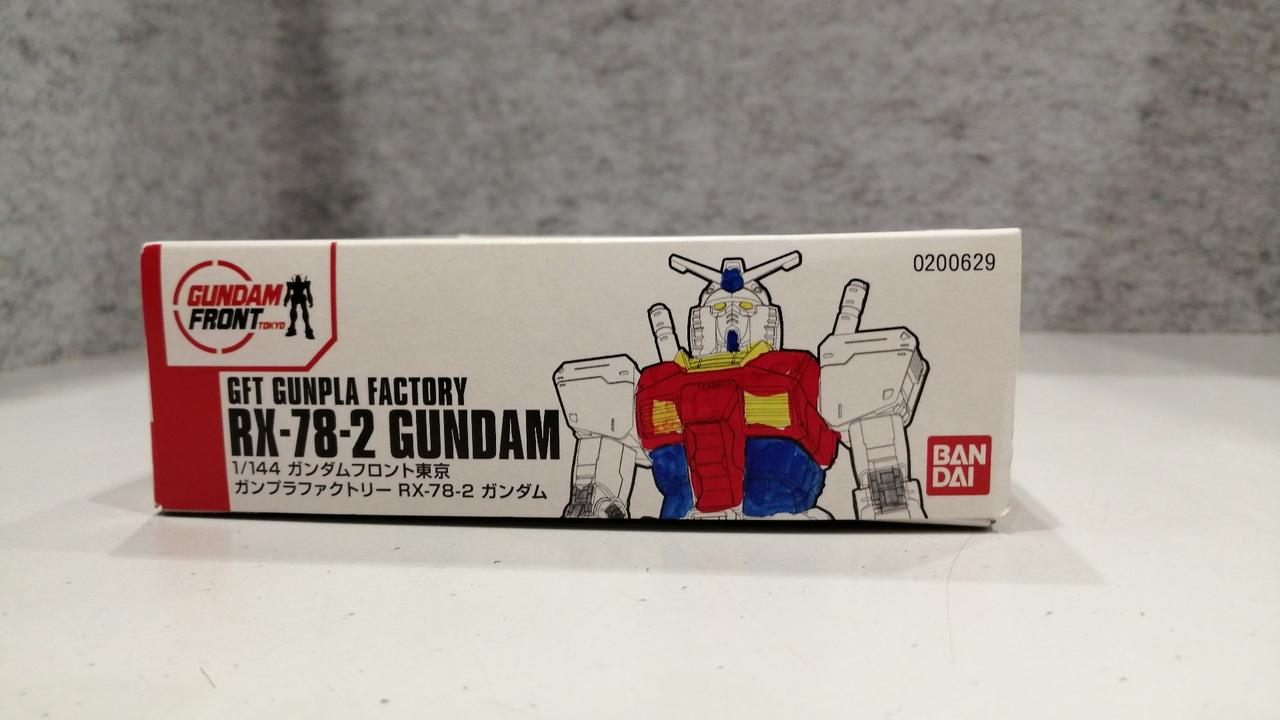 GUNDAM
FRONT TOKYO
GFT GUNPLA FACTORY
RX-78-2 GUNDAM
1/144 ガンダムフロント東京
ガンプラファクトリー RX-78-2 ガンダム
0200629
BAN
DAI